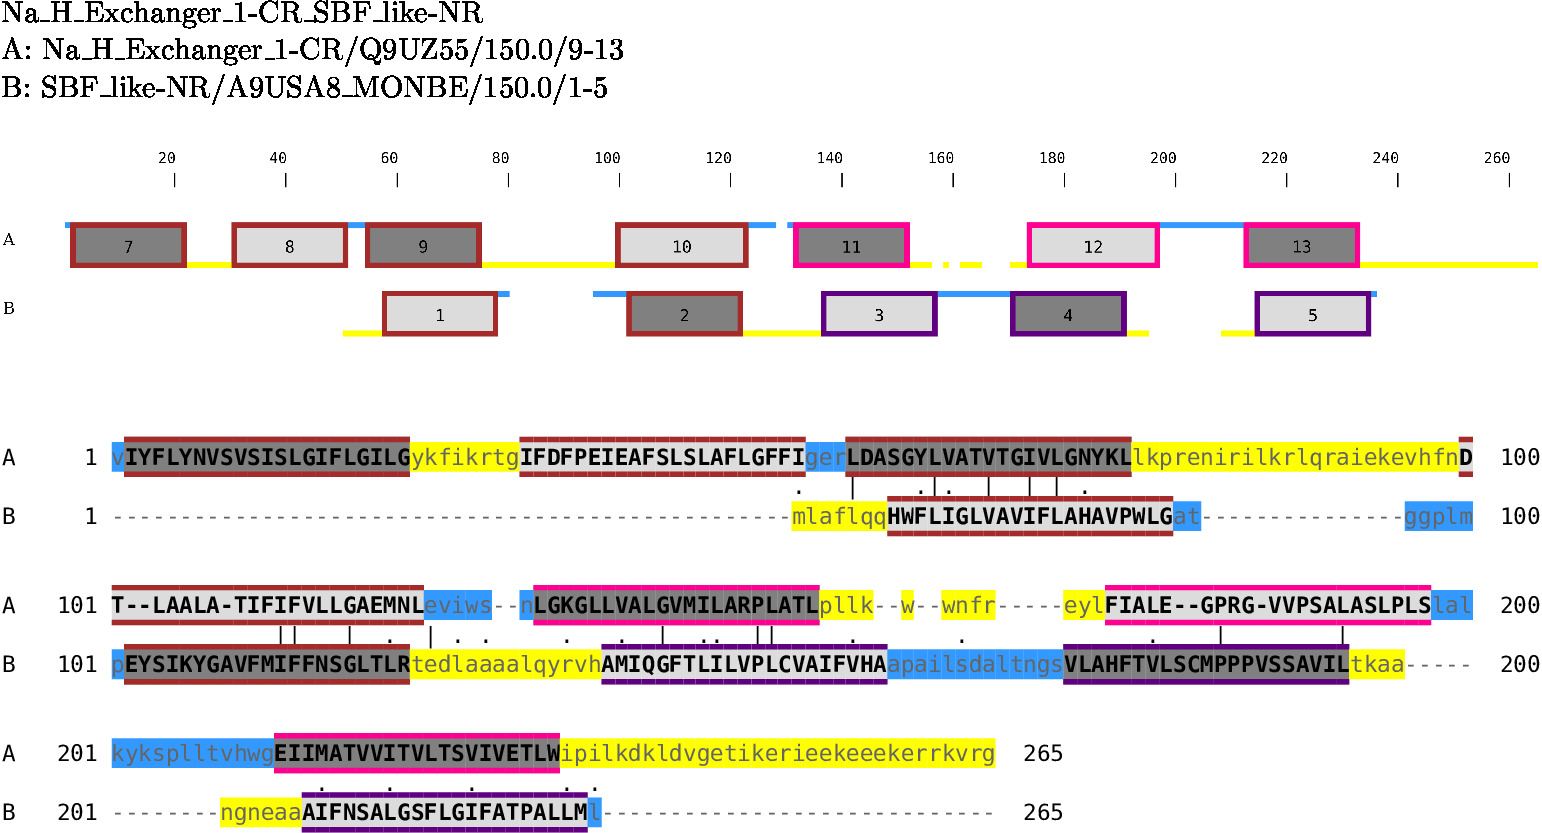 Na_H_Exchanger_1-CR_SBF_like-NR
A: Na_H_Exchanger_1-CR/Q9UZ55/150.0/9-13
B: SBF_like-NR/A9USA8_MONBE/150.0/1-5
20 40 60 80 100 120 140 160 180 200 220 240 260
A 7 8 9 10 11 12 13
B 1 2 3 4 5
A 1 vIYFLYNVSVSISLGIFLGILGykfikrtgIFDFPEIEAFSLSLAFLGFFIgerLDASGYLVATVTGIVLGNYKLlkprenirilkrlqraiekevhfnD 100
B 1 --------------------------------------------------mlaflqqHWFLIGLVAVIFLAHAVPWLGat---------------ggplm 100
A 101 T--LAALA-TIFIFVLLGAEMNLeviws--nLGKGLLVALGVMILARPLATLpllk--w--wnfr-----eylFIALE--GPRG-VVPSALASLPLSlal 200
B 101 pEYSIKYGAVFMIFFNSGLTLRtedlaaaalqyrvhAMIQGFTLILVPLCVAIFVHAapailsdaltngsVLAHFTVLSCMPPPVSSAVILtkaa----- 200
A 201 kyksplltvhwgEIIMATVVITVLTSVIVETLWipilkdkldvgetikerieekeeekerrkvrg 265
B 201 --------ngneaaAIFNSALGSFLGIFATPALLMl----------------------------- 265